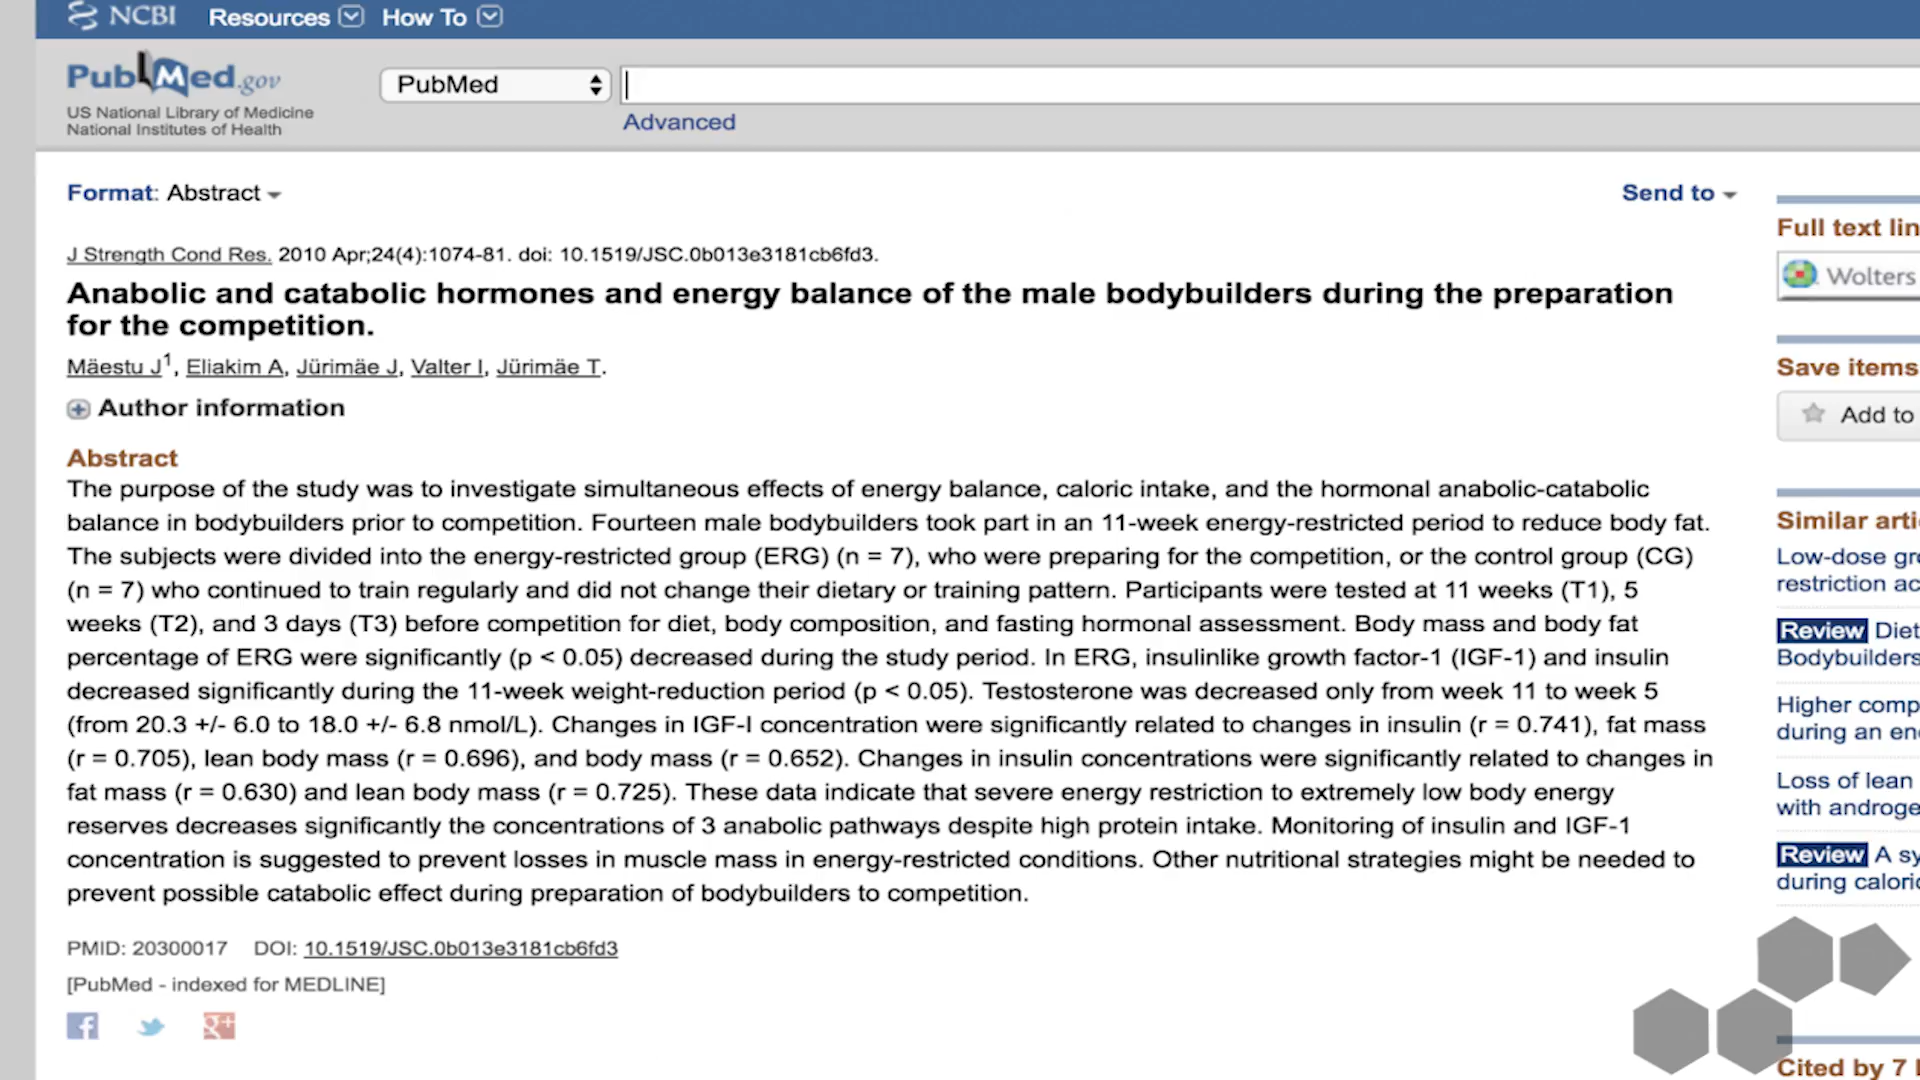 NCBI Resources How To
PubMed.gov
US National Library of Medicine
National Institutes of Health
PubMed
Advanced
Format: Abstract
Send to
J Strength Cond Res. 2010 Apr;24(4):1074-81. doi: 10.1519/JSC.0b013e3181cb6fd3.
Anabolic and catabolic hormones and energy balance of the male bodybuilders during the preparation
for the competition.
Mäestu J1, Eliakim A, Jürimäe J, Valter I, Jürimäe T.
Author information
Abstract
The purpose of the study was to investigate simultaneous effects of energy balance, caloric intake, and the hormonal anabolic-catabolic
balance in bodybuilders prior to competition. Fourteen male bodybuilders took part in an 11-week energy-restricted period to reduce body fat.
The subjects were divided into the energy-restricted group (ERG) (n = 7), who were preparing for the competition, or the control group (CG)
(n = 7) who continued to train regularly and did not change their dietary or training pattern. Participants were tested at 11 weeks (T1), 5
weeks (T2), and 3 days (T3) before competition for diet, body composition, and fasting hormonal assessment. Body mass and body fat
percentage of ERG were significantly (p < 0.05) decreased during the study period. In ERG, insulinlike growth factor-1 (IGF-1) and insulin
decreased significantly during the 11-week weight-reduction period (p < 0.05). Testosterone was decreased only from week 11 to week 5
(from 20.3 +/- 6.0 to 18.0 +/- 6.8 nmol/L). Changes in IGF-I concentration were significantly related to changes in insulin (r = 0.741), fat mass
(r = 0.705), lean body mass (r = 0.696), and body mass (r = 0.652). Changes in insulin concentrations were significantly related to changes in
fat mass (r = 0.630) and lean body mass (r = 0.725). These data indicate that severe energy restriction to extremely low body energy
reserves decreases significantly the concentrations of 3 anabolic pathways despite high protein intake. Monitoring of insulin and IGF-1
concentration is suggested to prevent losses in muscle mass in energy-restricted conditions. Other nutritional strategies might be needed to
prevent possible catabolic effect during preparation of bodybuilders to competition.
PMID: 20300017 DOI: 10.1519/JSC.0b013e3181cb6fd3
[PubMed - indexed for MEDLINE]
f g+
Full text lin
Wolters
Save items
Add to
Similar arti
Low-dose gro
restriction ac
Review Diet
Bodybuilders
Higher comp
during an en
Loss of lean
with androge
Review A sy
during calori
Cited by 7